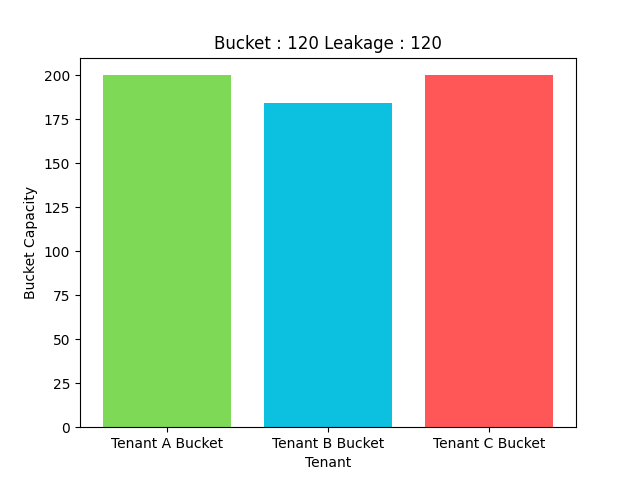 Bucket : 120 Leakage : 120
200
175
150
125
100
75
50
25
0
Bucket Capacity
Tenant A Bucket
Tenant B Bucket
Tenant C Bucket
Tenant